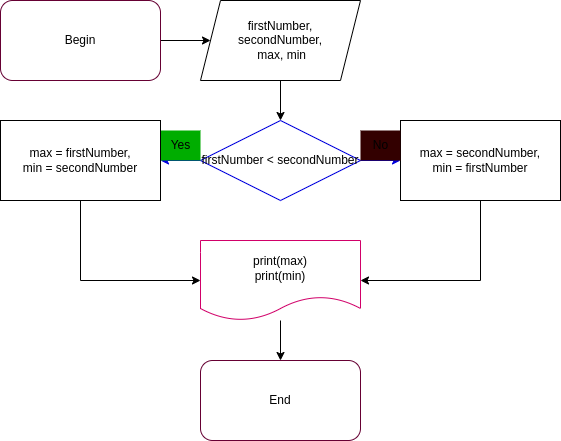 Begin
firstNumber,
secondNumber,
max, min
Yes
No
max = firstNumber,
min = secondNumber
firstNumber < secondNumber
max = secondNumber,
min = firstNumber
print(max)
print(min)
End